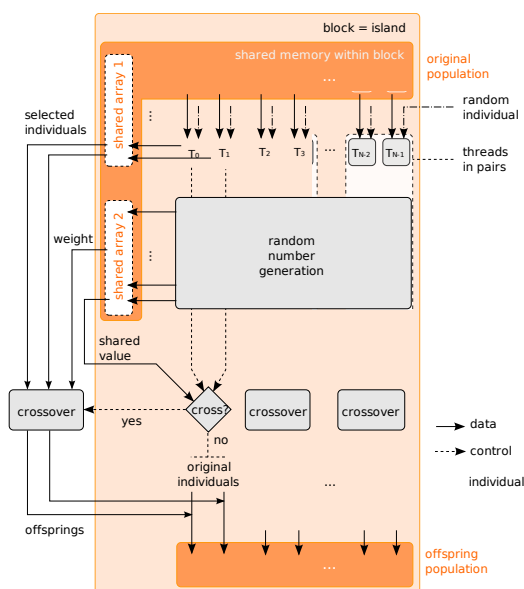 block = island
shared memory within block
original
population
...
shared array 1
...
selected
individuals
random
individual
T0
T1
T2
T3
...
TN-2
TN-1
threads
in pairs
shared array 2
...
weight
random
number
generation
shared
value
crossover
yes
cross?
no
crossover
crossover
data
control
individual
original
individuals
...
offsprings
...
offspring
population